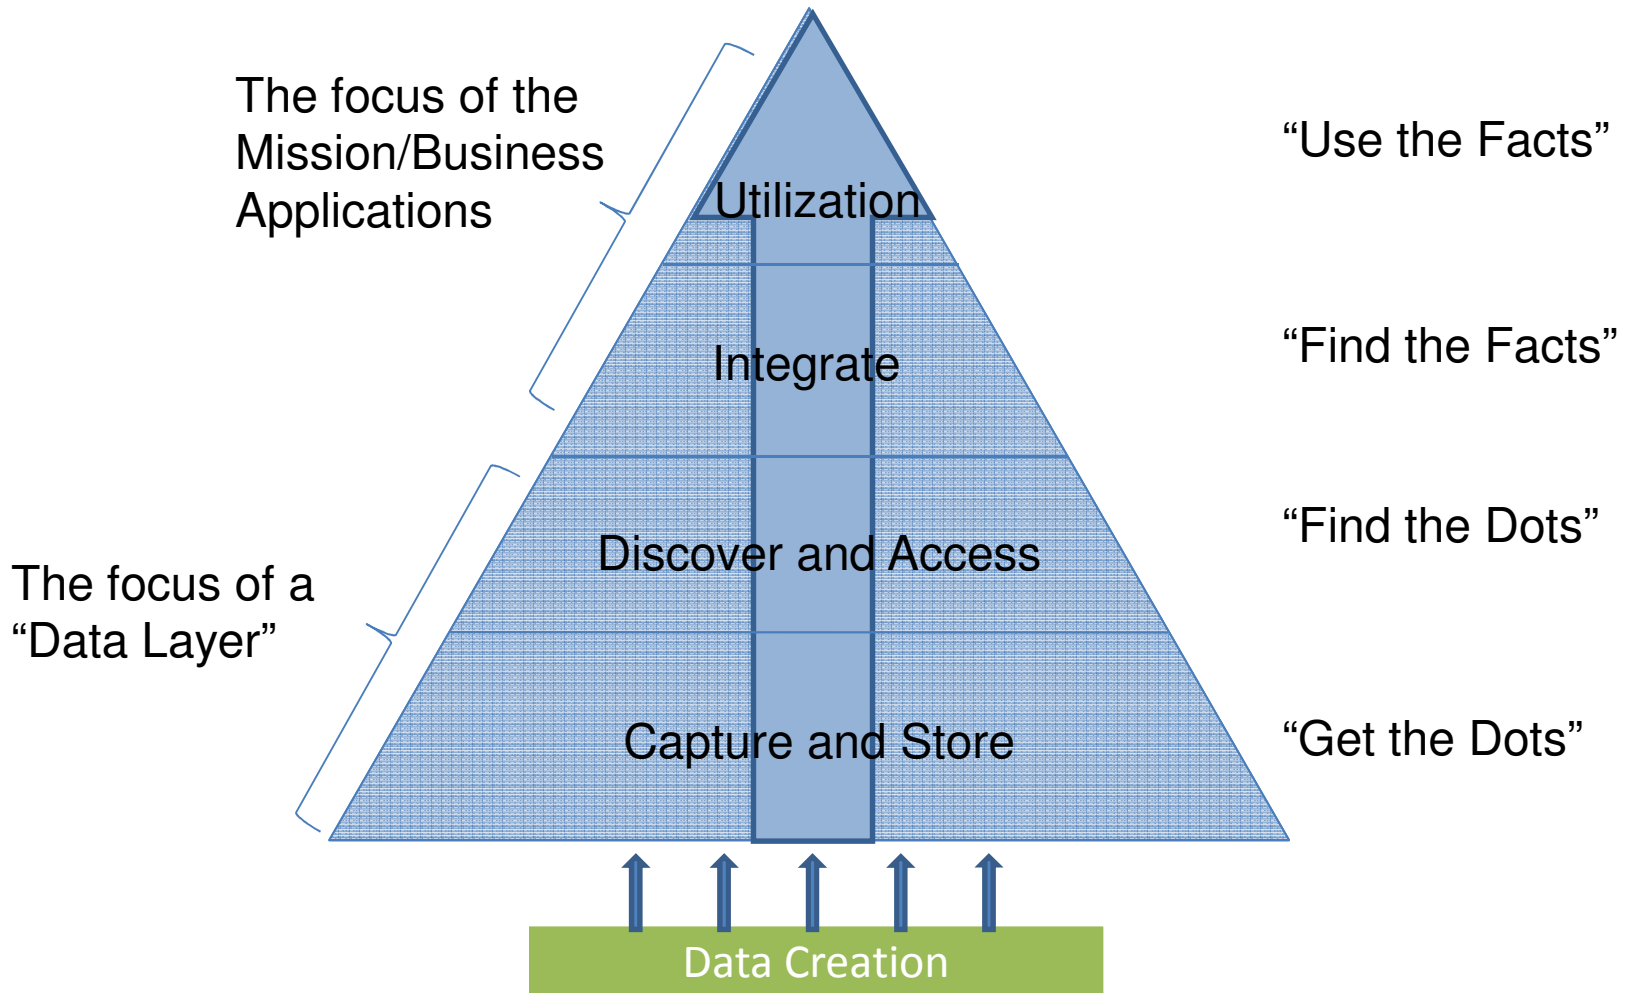 The focus of the
Mission/Business
Applications
“Use the Facts”
Utilization
“Find the Facts”
Integrate
“Find the Dots”
Discover and Access
The focus of a
“Data Layer”
“Get the Dots”
Capture and Store
Data Creation